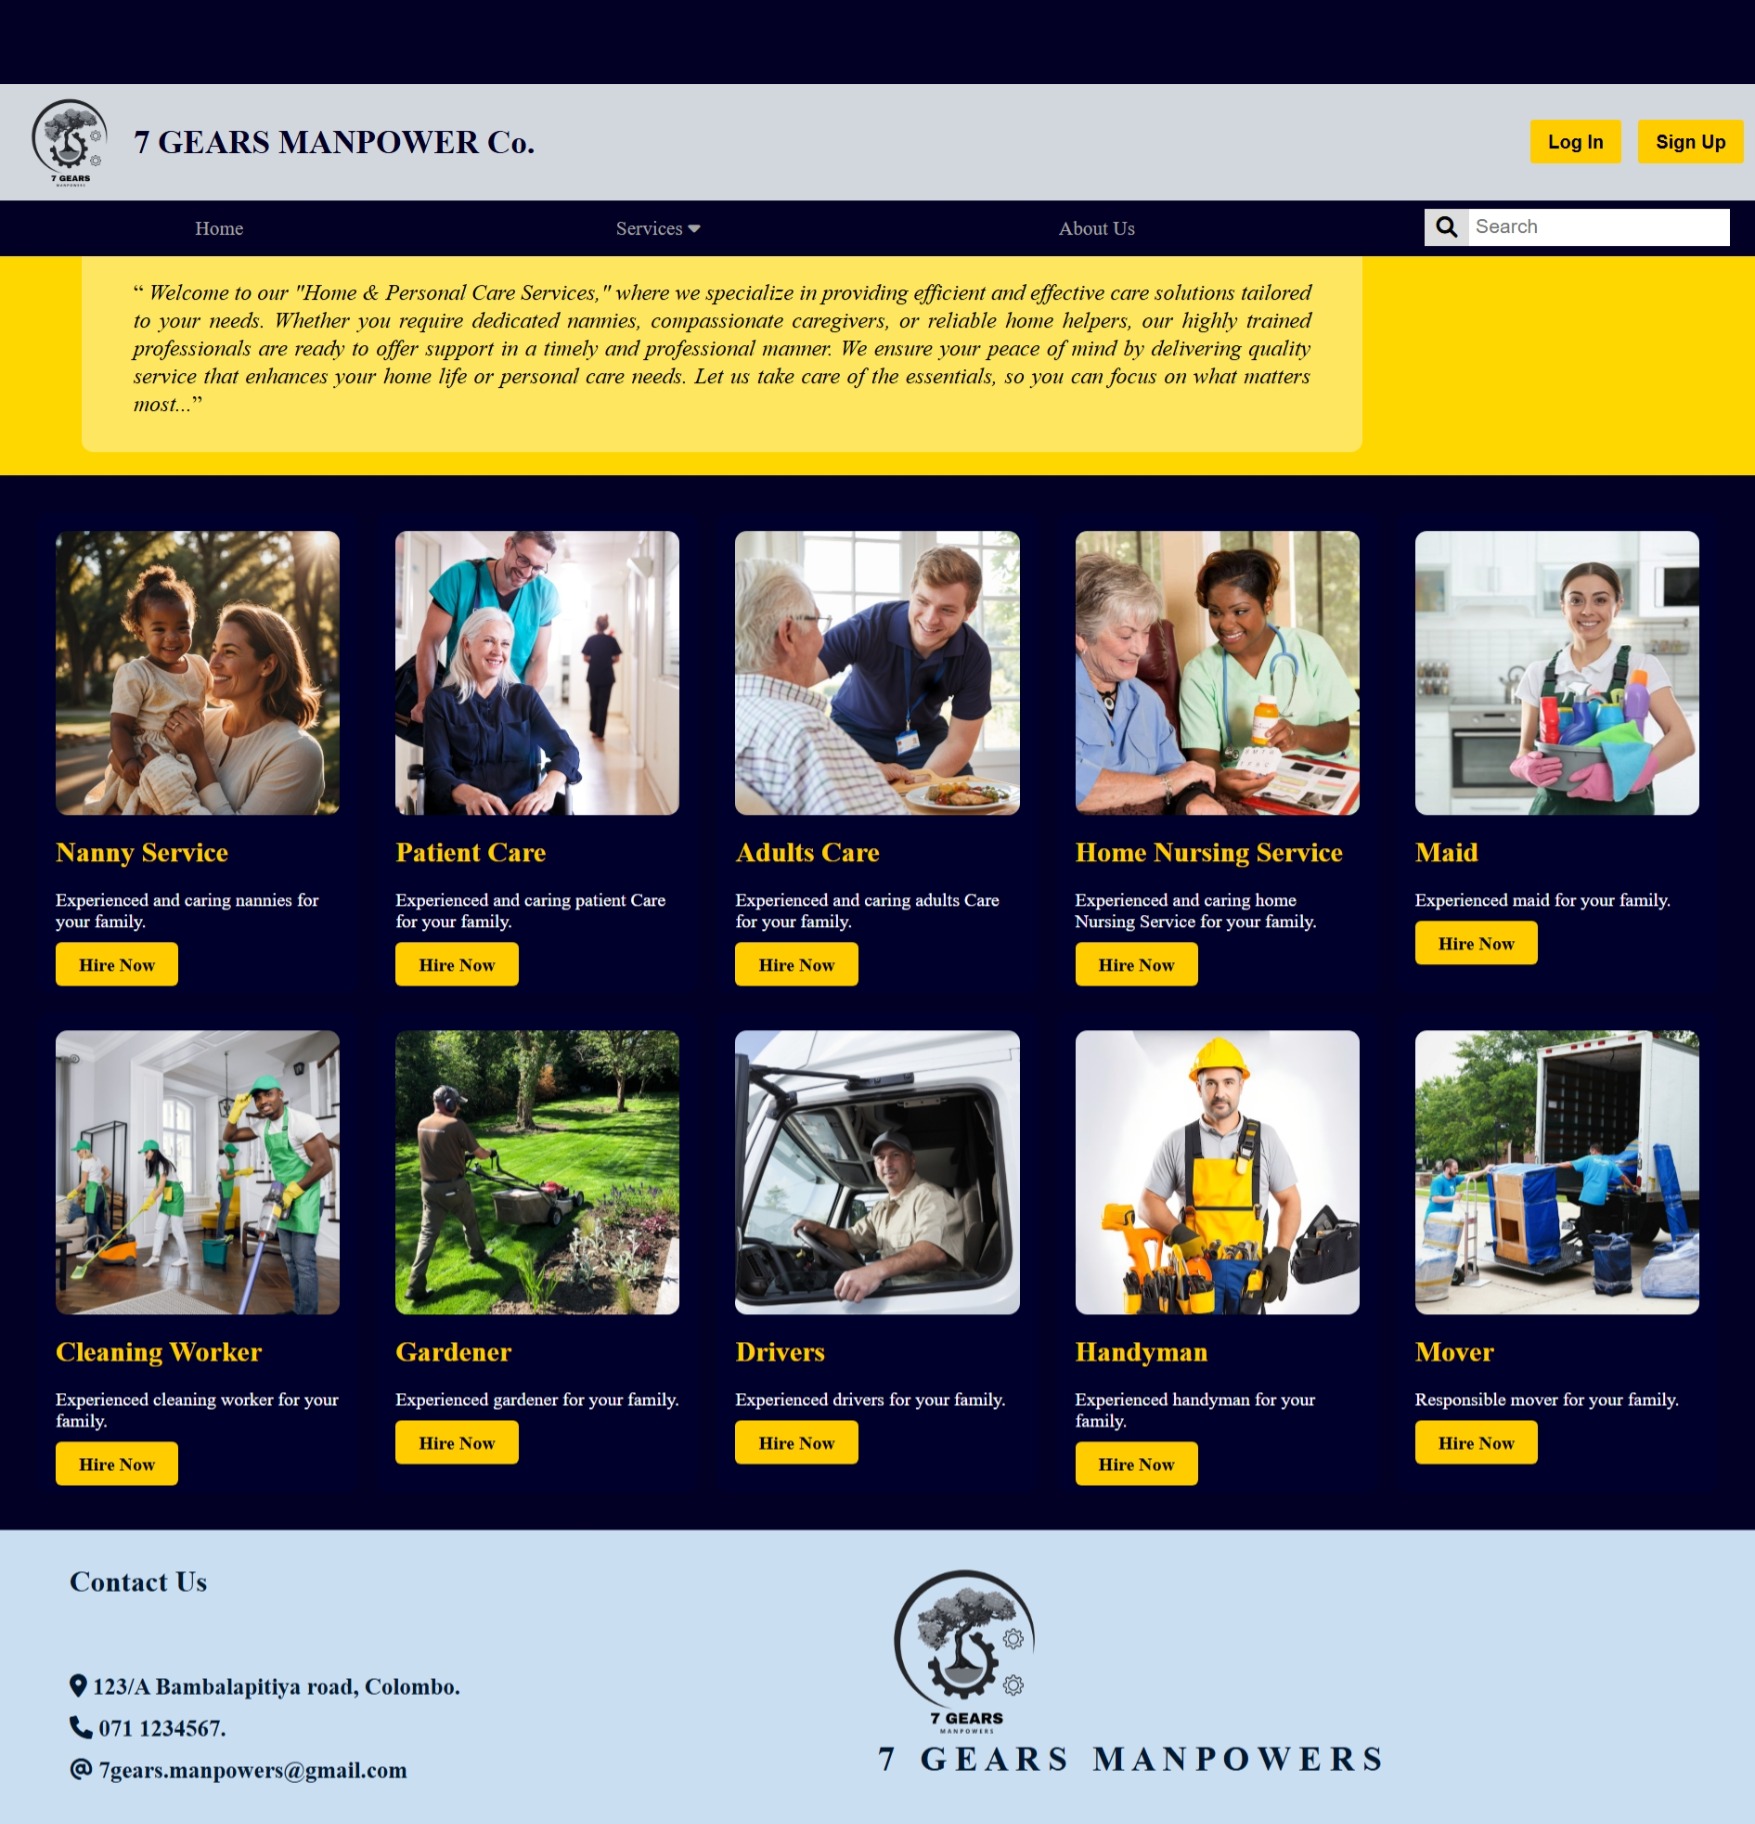 7 GEARS
MANPOWERS
7 GEARS MANPOWER Co.
Log In
Sign Up
Home
Services
About Us
Search
“ Welcome to our "Home & Personal Care Services," where we specialize in providing efficient and effective care solutions tailored
to your needs. Whether you require dedicated nannies, compassionate caregivers, or reliable home helpers, our highly trained
professionals are ready to offer support in a timely and professional manner. We ensure your peace of mind by delivering quality
service that enhances your home life or personal care needs. Let us take care of the essentials, so you can focus on what matters
most...”
Nanny Service
Experienced and caring nannies for
your family.
Hire Now
Patient Care
Experienced and caring patient Care
for your family.
Hire Now
Adults Care
Experienced and caring adults Care
for your family.
Hire Now
Home Nursing Service
Experienced and caring home
Nursing Service for your family.
Hire Now
Maid
Experienced maid for your family.
Hire Now
Cleaning Worker
Experienced cleaning worker for your
family.
Hire Now
Gardener
Experienced gardener for your family.
Hire Now
Drivers
Experienced drivers for your family.
Hire Now
Handyman
Experienced handyman for your
family.
Hire Now
Mover
Responsible mover for your family.
Hire Now
Contact Us
123/A Bambalapitiya road, Colombo.
071 1234567.
7gears.manpowers@gmail.com
7 GEARS
MANPOWERS
7 GEARS MANPOWERS